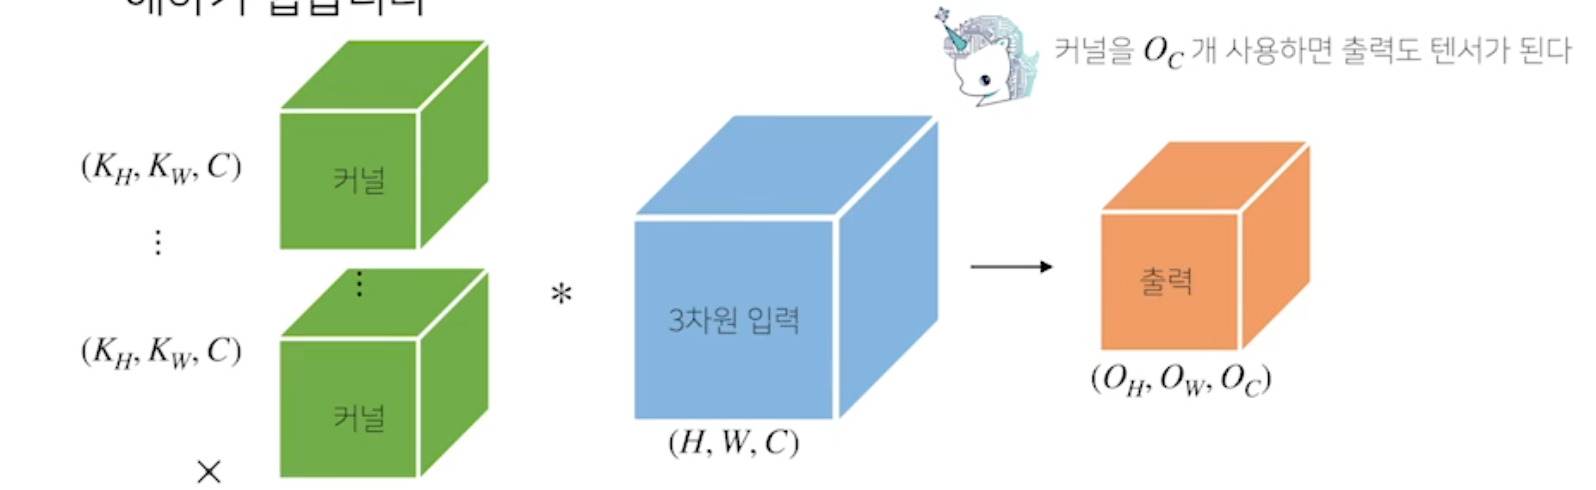 커널을 O_C 개 사용하면 출력도 텐서가 된다
(K_H, K_W, C)
커널
⋮
⋮
(K_H, K_W, C)
커널
×
*
3차원 입력
(H, W, C)
출력
(O_H, O_W, O_C)